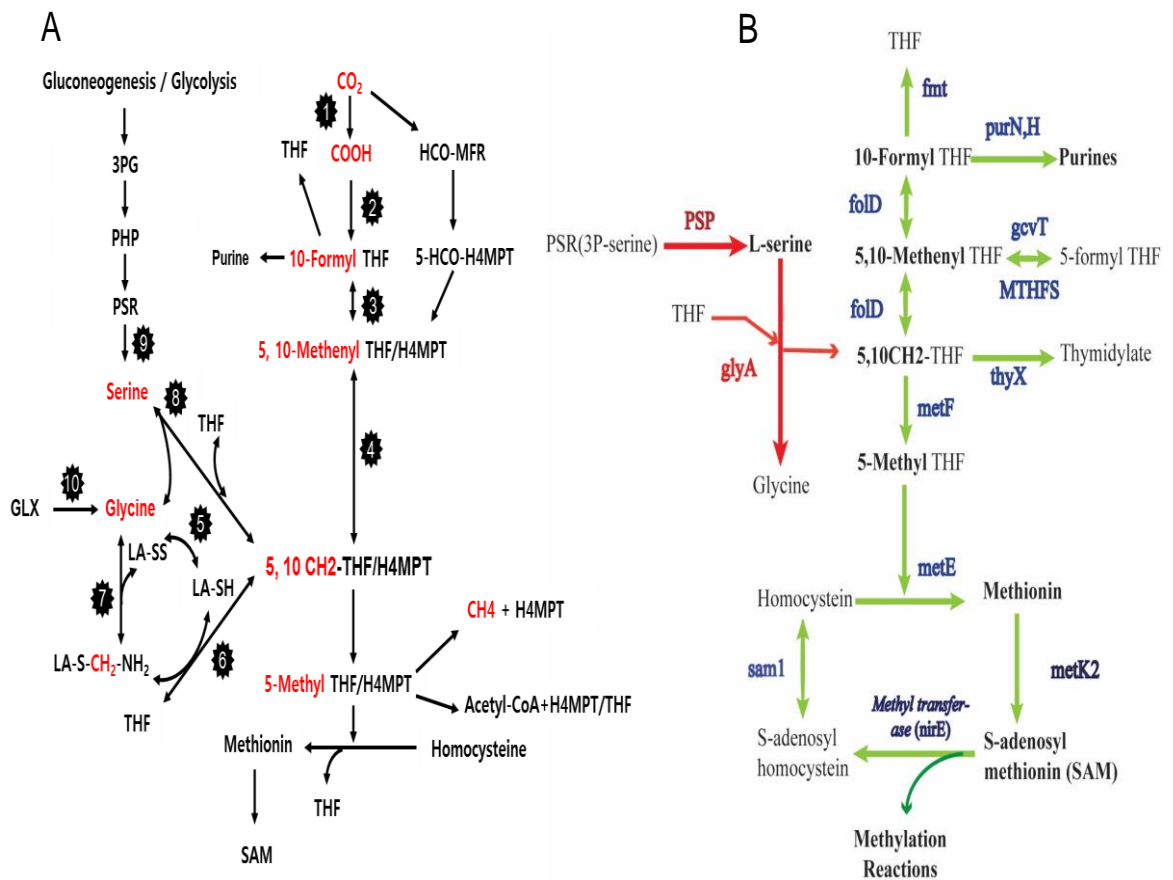 A
Gluconeogenesis / Glycolysis
3PG
PHP
PSR
9
Serine
8
THF
10
GLX
Glycine
5
LA-SS
LA-SH
7
6
LA-S-CH2-NH2
THF
CO2
1
THF
COOH
HCO-MFR
2
Purine
10-Formyl THF
5-HCO-H4MPT
3
5, 10-Methenyl THF/H4MPT
4
5, 10 CH2-THF/H4MPT
CH4 + H4MPT
5-Methyl THF/H4MPT
Acetyl-CoA+H4MPT/THF
Methionin
Homocysteine
THF
SAM
B
THF
fmt
purN,H
10-Formyl THF
Purines
folD
PSP
gcvT
PSR(3P-serine)
L-serine
5,10-Methenyl THF
5-formyl THF
MTHFS
folD
THF
5,10CH2-THF
Thymidylate
glyA
thyX
metF
5-Methyl THF
Glycine
metE
Homocystein
Methionin
sam1
metK2
Methyl transfer-
ase (nirE)
S-adenosyl
homocystein
S-adenosyl
methionin (SAM)
Methylation
Reactions